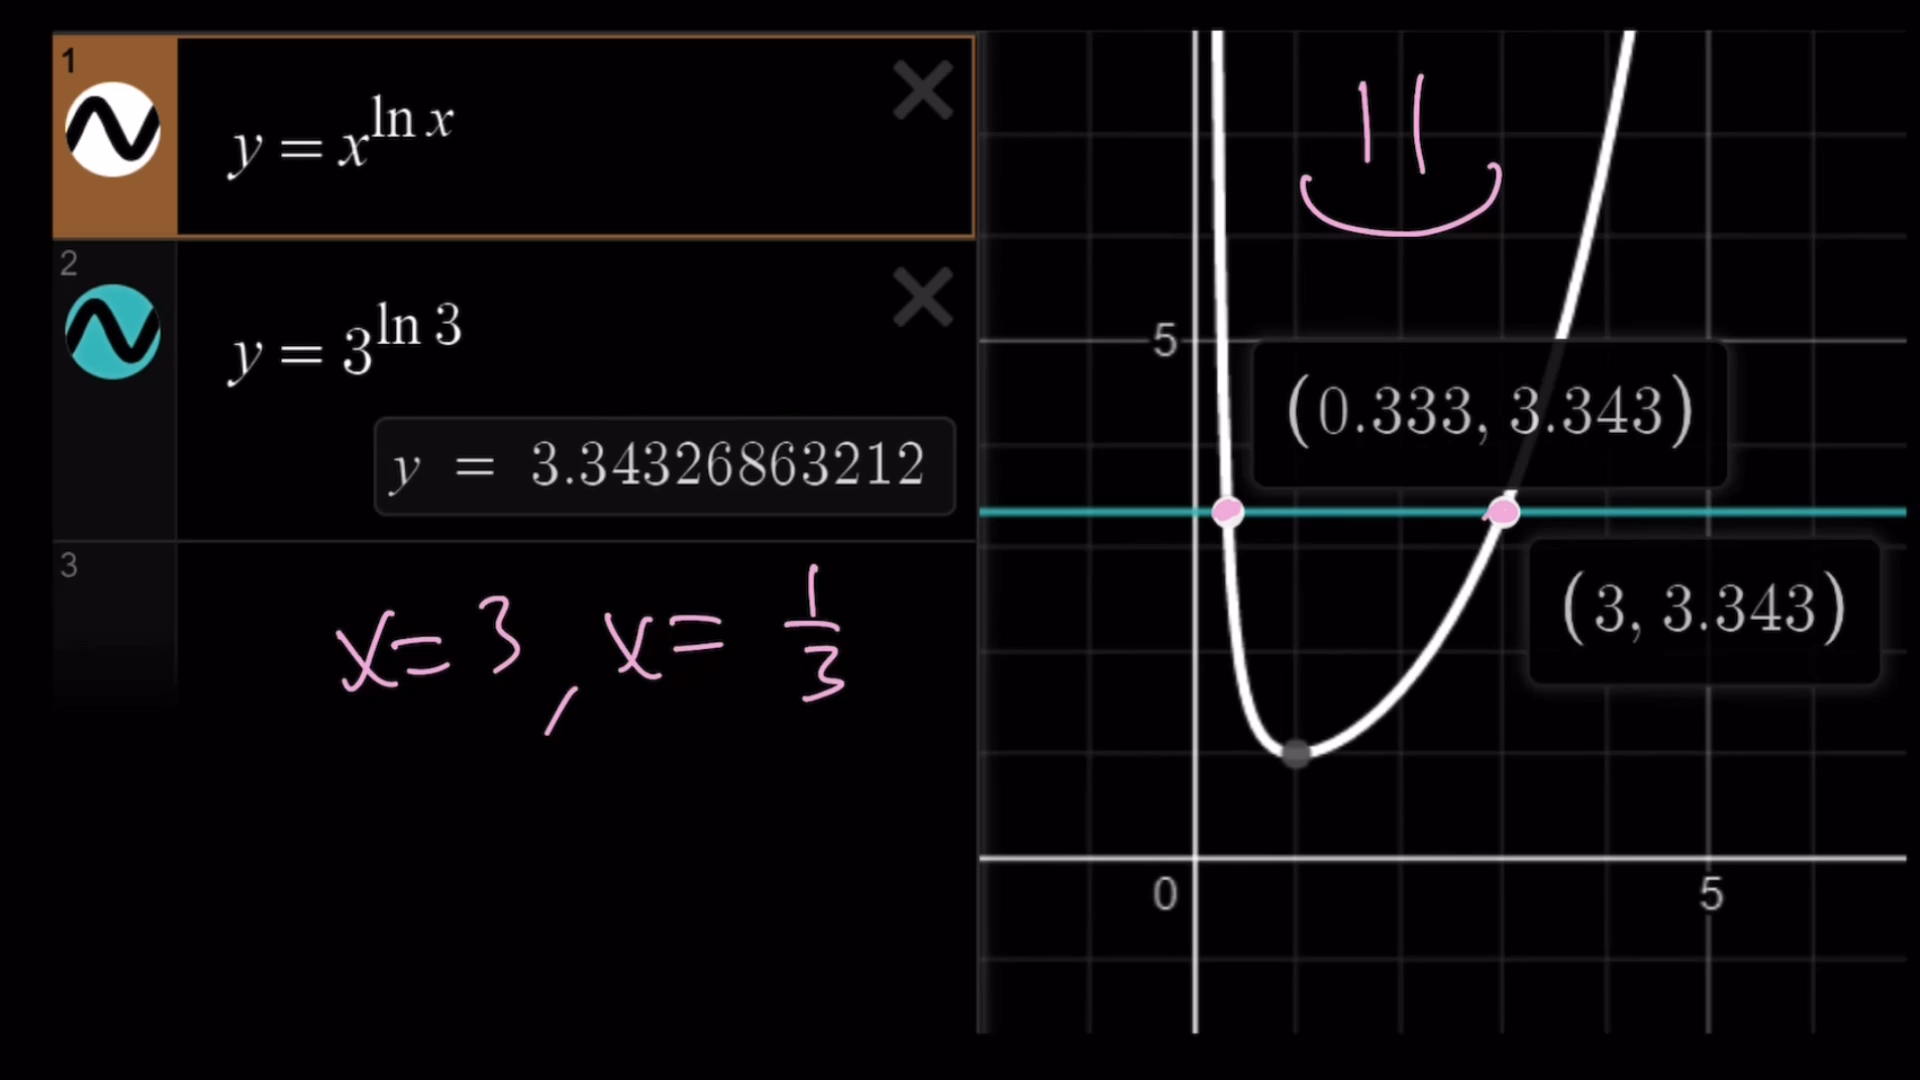 1
y = x^{ln x}
2
y = 3^{ln 3}
y = 3.34326863212
3
x = 3, x = 1/3
5
(0.333, 3.343)
(3, 3.343)
0
5